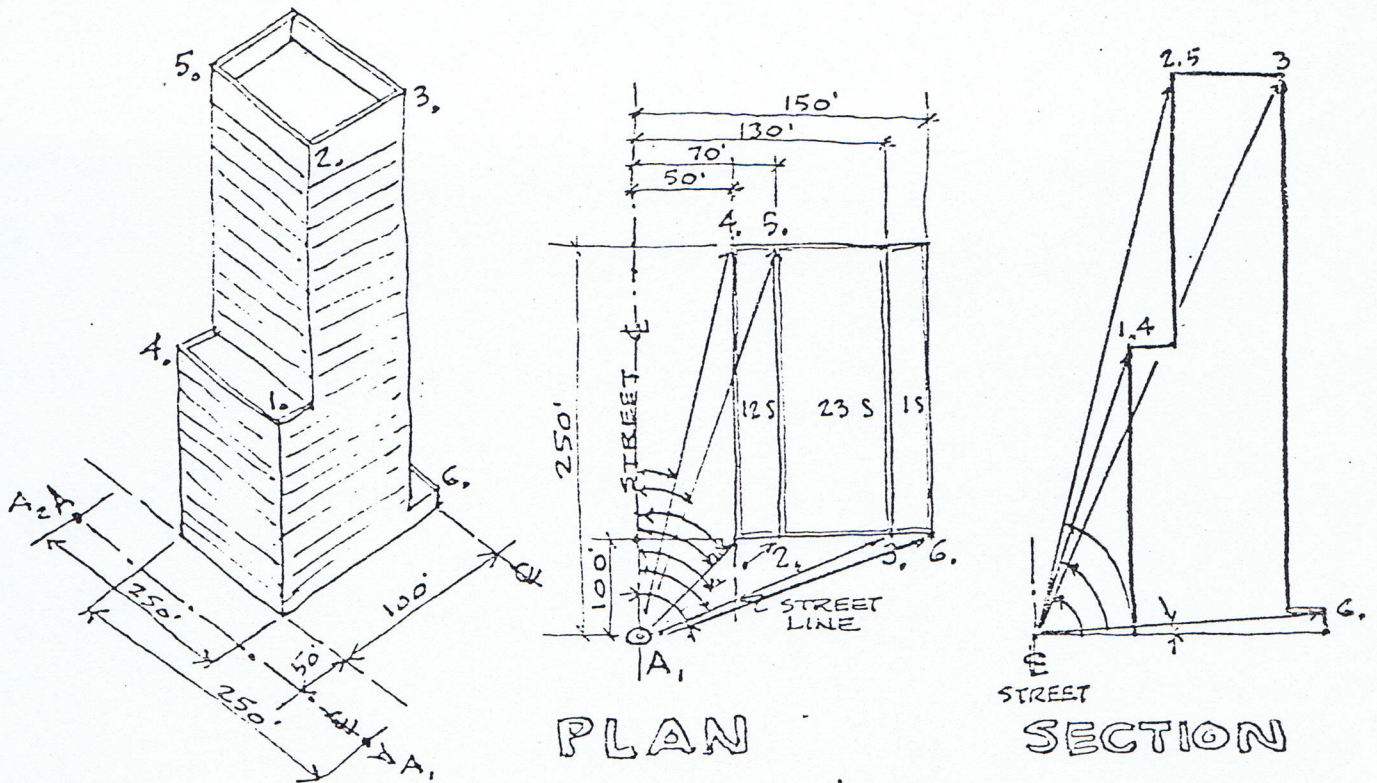 5.
3.
2.
4.
1.
6.
A₂
250'
100'
50'
250'
A₁
150'
130'
70'
50'
4. 5.
STREET
250'
12 S
23 S
1 S
100'
2.
3.
6.
STREET
LINE
A₁
PLAN
2.5
3
1.4
6.
STREET
SECTION